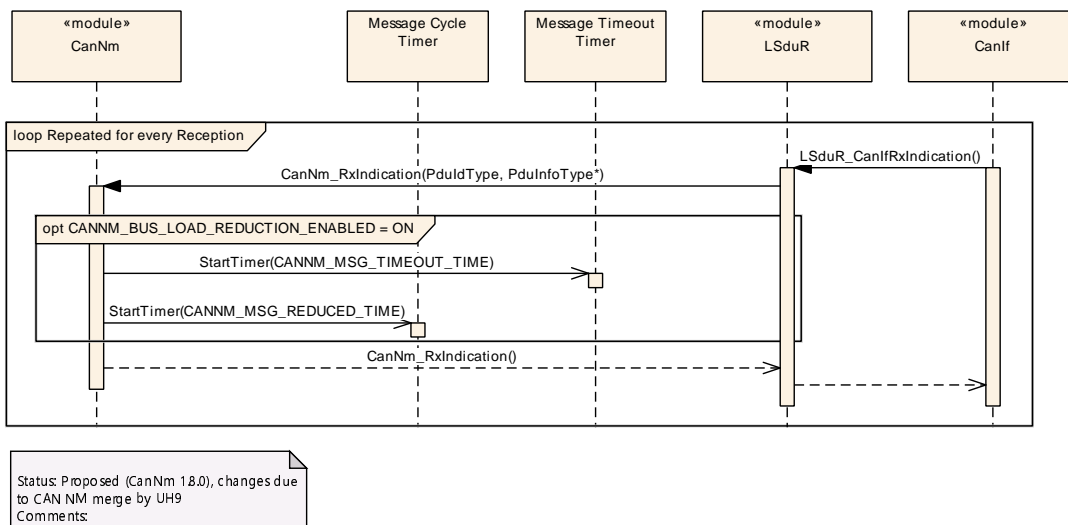 «module»
CanNm
Message Cycle
Timer
Message Timeout
Timer
«module»
LSduR
«module»
CanIf
loop Repeated for every Reception
LSduR_CanIfRxIndication()
CanNm_RxIndication(PduIdType, PduInfoType*)
opt CANNM_BUS_LOAD_REDUCTION_ENABLED = ON
StartTimer(CANNM_MSG_TIMEOUT_TIME)
StartTimer(CANNM_MSG_REDUCED_TIME)
CanNm_RxIndication()
Status: Proposed (CanNm 1.8.0), changes due
to CAN NM merge by UH9
Comments: